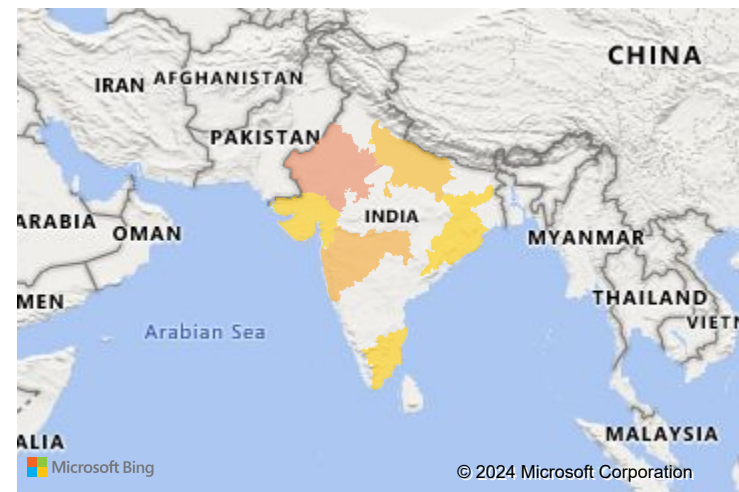 CHINA
IRAN
AFGHANISTAN
PAKISTAN
ARABIA
OMAN
INDIA
MYANMAR
MEN
THAILAND
VIETN
Arabian Sea
ALIA
MALAYSIA
Microsoft Bing
© 2024 Microsoft Corporation